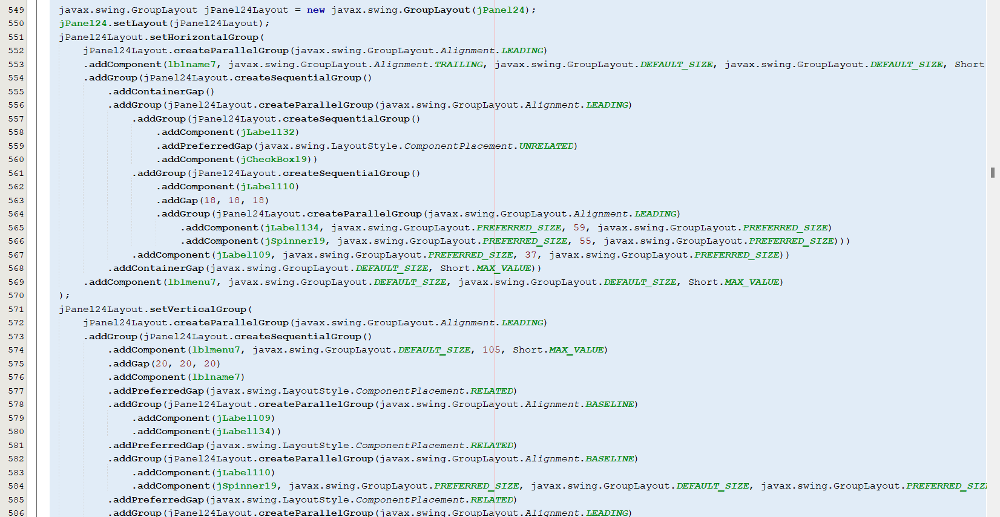 549 javax.swing.GroupLayout jPanel24Layout = new javax.swing.GroupLayout(jPanel24);
550 jPanel24.setLayout(jPanel24Layout);
551 jPanel24Layout.setHorizontalGroup(
552 jPanel24Layout.createParallelGroup(javax.swing.GroupLayout.Alignment.LEADING)
553 .addComponent(lblname7, javax.swing.GroupLayout.Alignment.TRAILING, javax.swing.GroupLayout.DEFAULT_SIZE, javax.swing.GroupLayout.DEFAULT_SIZE, Short
554 .addGroup(jPanel24Layout.createSequentialGroup()
555 .addContainerGap()
556 .addGroup(jPanel24Layout.createParallelGroup(javax.swing.GroupLayout.Alignment.LEADING)
557 .addGroup(jPanel24Layout.createSequentialGroup()
558 .addComponent(jLabel132)
559 .addPreferredGap(javax.swing.LayoutStyle.ComponentPlacement.UNRELATED)
560 .addComponent(jCheckBox19))
561 .addGroup(jPanel24Layout.createSequentialGroup()
562 .addComponent(jLabel110)
563 .addGap(18, 18, 18)
564 .addGroup(jPanel24Layout.createParallelGroup(javax.swing.GroupLayout.Alignment.LEADING)
565 .addComponent(jLabel134, javax.swing.GroupLayout.PREFERRED_SIZE, 59, javax.swing.GroupLayout.PREFERRED_SIZE)
566 .addComponent(jSpinner19, javax.swing.GroupLayout.PREFERRED_SIZE, 55, javax.swing.GroupLayout.PREFERRED_SIZE)))
567 .addComponent(jLabel109, javax.swing.GroupLayout.PREFERRED_SIZE, 37, javax.swing.GroupLayout.PREFERRED_SIZE))
568 .addContainerGap(javax.swing.GroupLayout.DEFAULT_SIZE, Short.MAX_VALUE))
569 .addComponent(lblmenu7, javax.swing.GroupLayout.DEFAULT_SIZE, javax.swing.GroupLayout.DEFAULT_SIZE, Short.MAX_VALUE)
570 );
571 jPanel24Layout.setVerticalGroup(
572 jPanel24Layout.createParallelGroup(javax.swing.GroupLayout.Alignment.LEADING)
573 .addGroup(jPanel24Layout.createSequentialGroup()
574 .addComponent(lblmenu7, javax.swing.GroupLayout.DEFAULT_SIZE, 105, Short.MAX_VALUE)
575 .addGap(20, 20, 20)
576 .addComponent(lblname7)
577 .addPreferredGap(javax.swing.LayoutStyle.ComponentPlacement.RELATED)
578 .addGroup(jPanel24Layout.createParallelGroup(javax.swing.GroupLayout.Alignment.BASELINE)
579 .addComponent(jLabel109)
580 .addComponent(jLabel134))
581 .addPreferredGap(javax.swing.LayoutStyle.ComponentPlacement.RELATED)
582 .addGroup(jPanel24Layout.createParallelGroup(javax.swing.GroupLayout.Alignment.BASELINE)
583 .addComponent(jLabel110)
584 .addComponent(jSpinner19, javax.swing.GroupLayout.PREFERRED_SIZE, javax.swing.GroupLayout.DEFAULT_SIZE, javax.swing.GroupLayout.PREFERRED_SIZ
585 .addPreferredGap(javax.swing.LayoutStyle.ComponentPlacement.RELATED)
586 .addGroup(jPanel24Layout.createParallelGroup(javax.swing.GroupLayout.Alignment.LEADING)